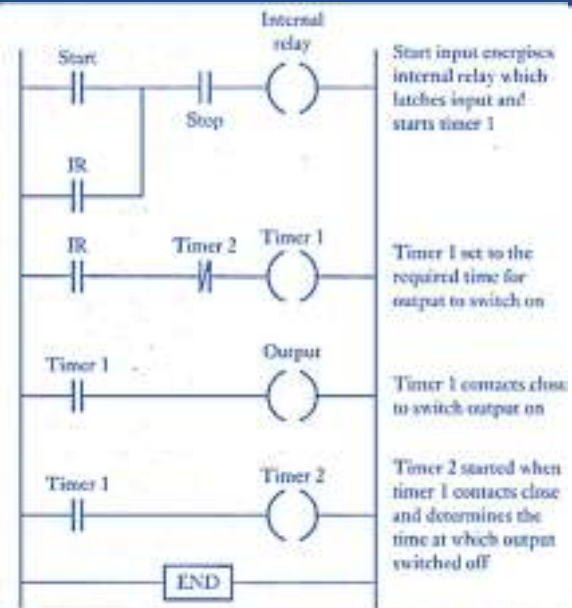 Internal
relay
Start
Stop
IR
Start input energises
internal relay which
latches input and
starts timer 1
IR
Timer 2
Timer 1
Timer 1 set to the
required time for
output to switch on
Timer 1
Output
Timer 1 contacts close
to switch output on
Timer 1
Timer 2
Timer 2 started when
timer 1 contacts close
and determines the
time at which output
switched off
END